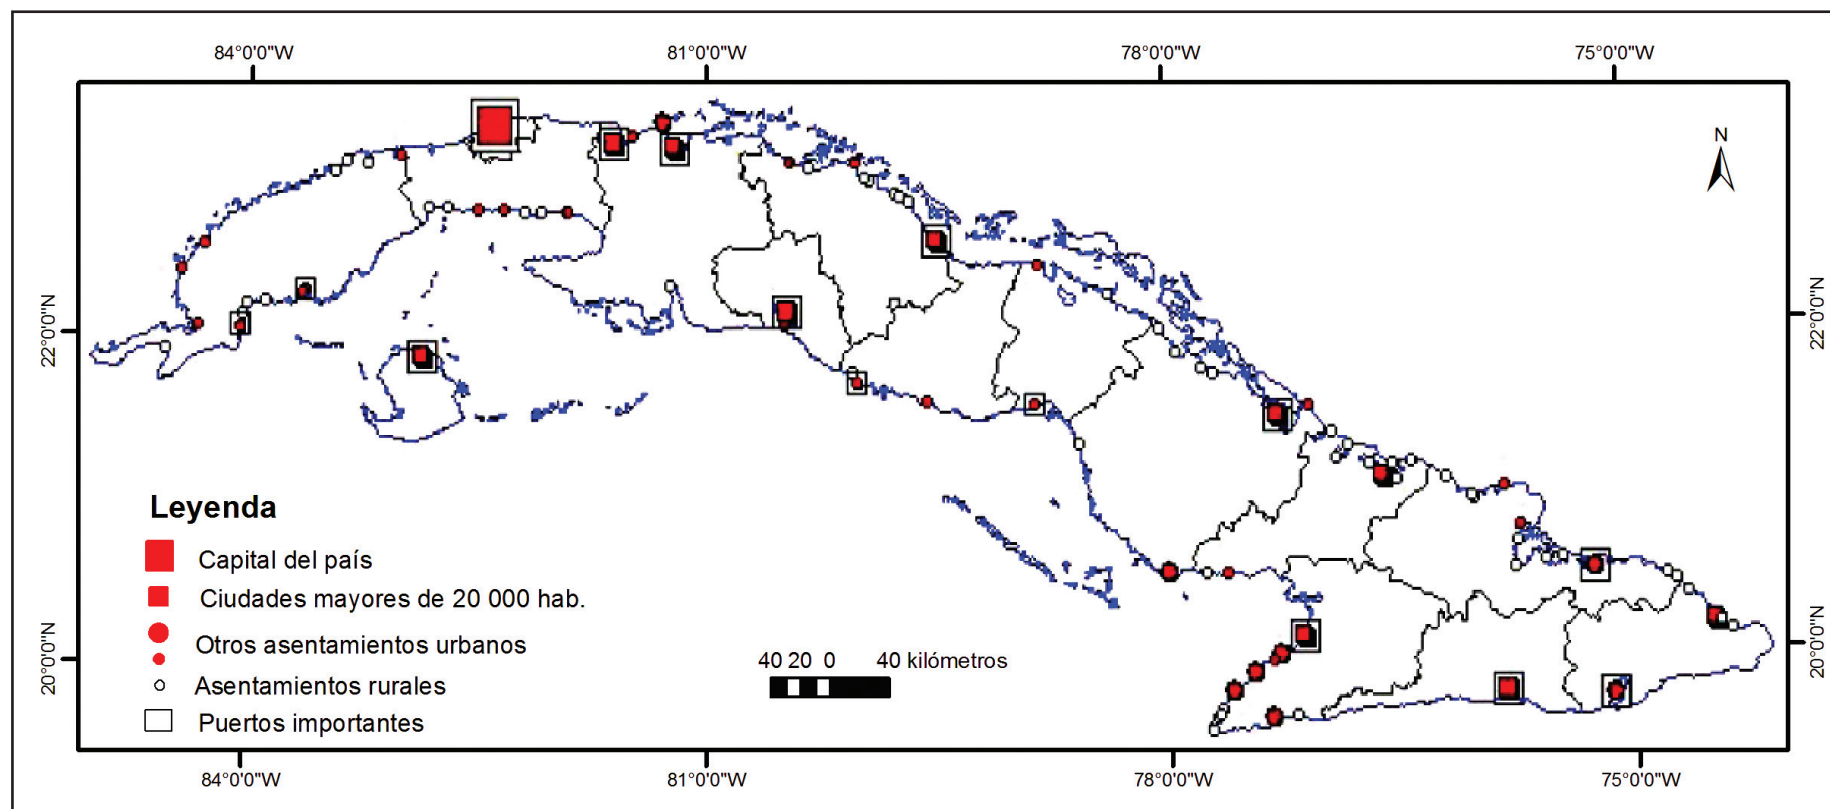 84°0'0"W 81°0'0"W 78°0'0"W 75°0'0"W
N
22°0'0"N
22°0'0"N
Leyenda
Capital del país
Ciudades mayores de 20 000 hab.
Otros asentamientos urbanos
Asentamientos rurales
Puertos importantes
40 20 0 40 kilómetros
20°0'0"N
20°0'0"N
84°0'0"W 81°0'0"W 78°0'0"W 75°0'0"W